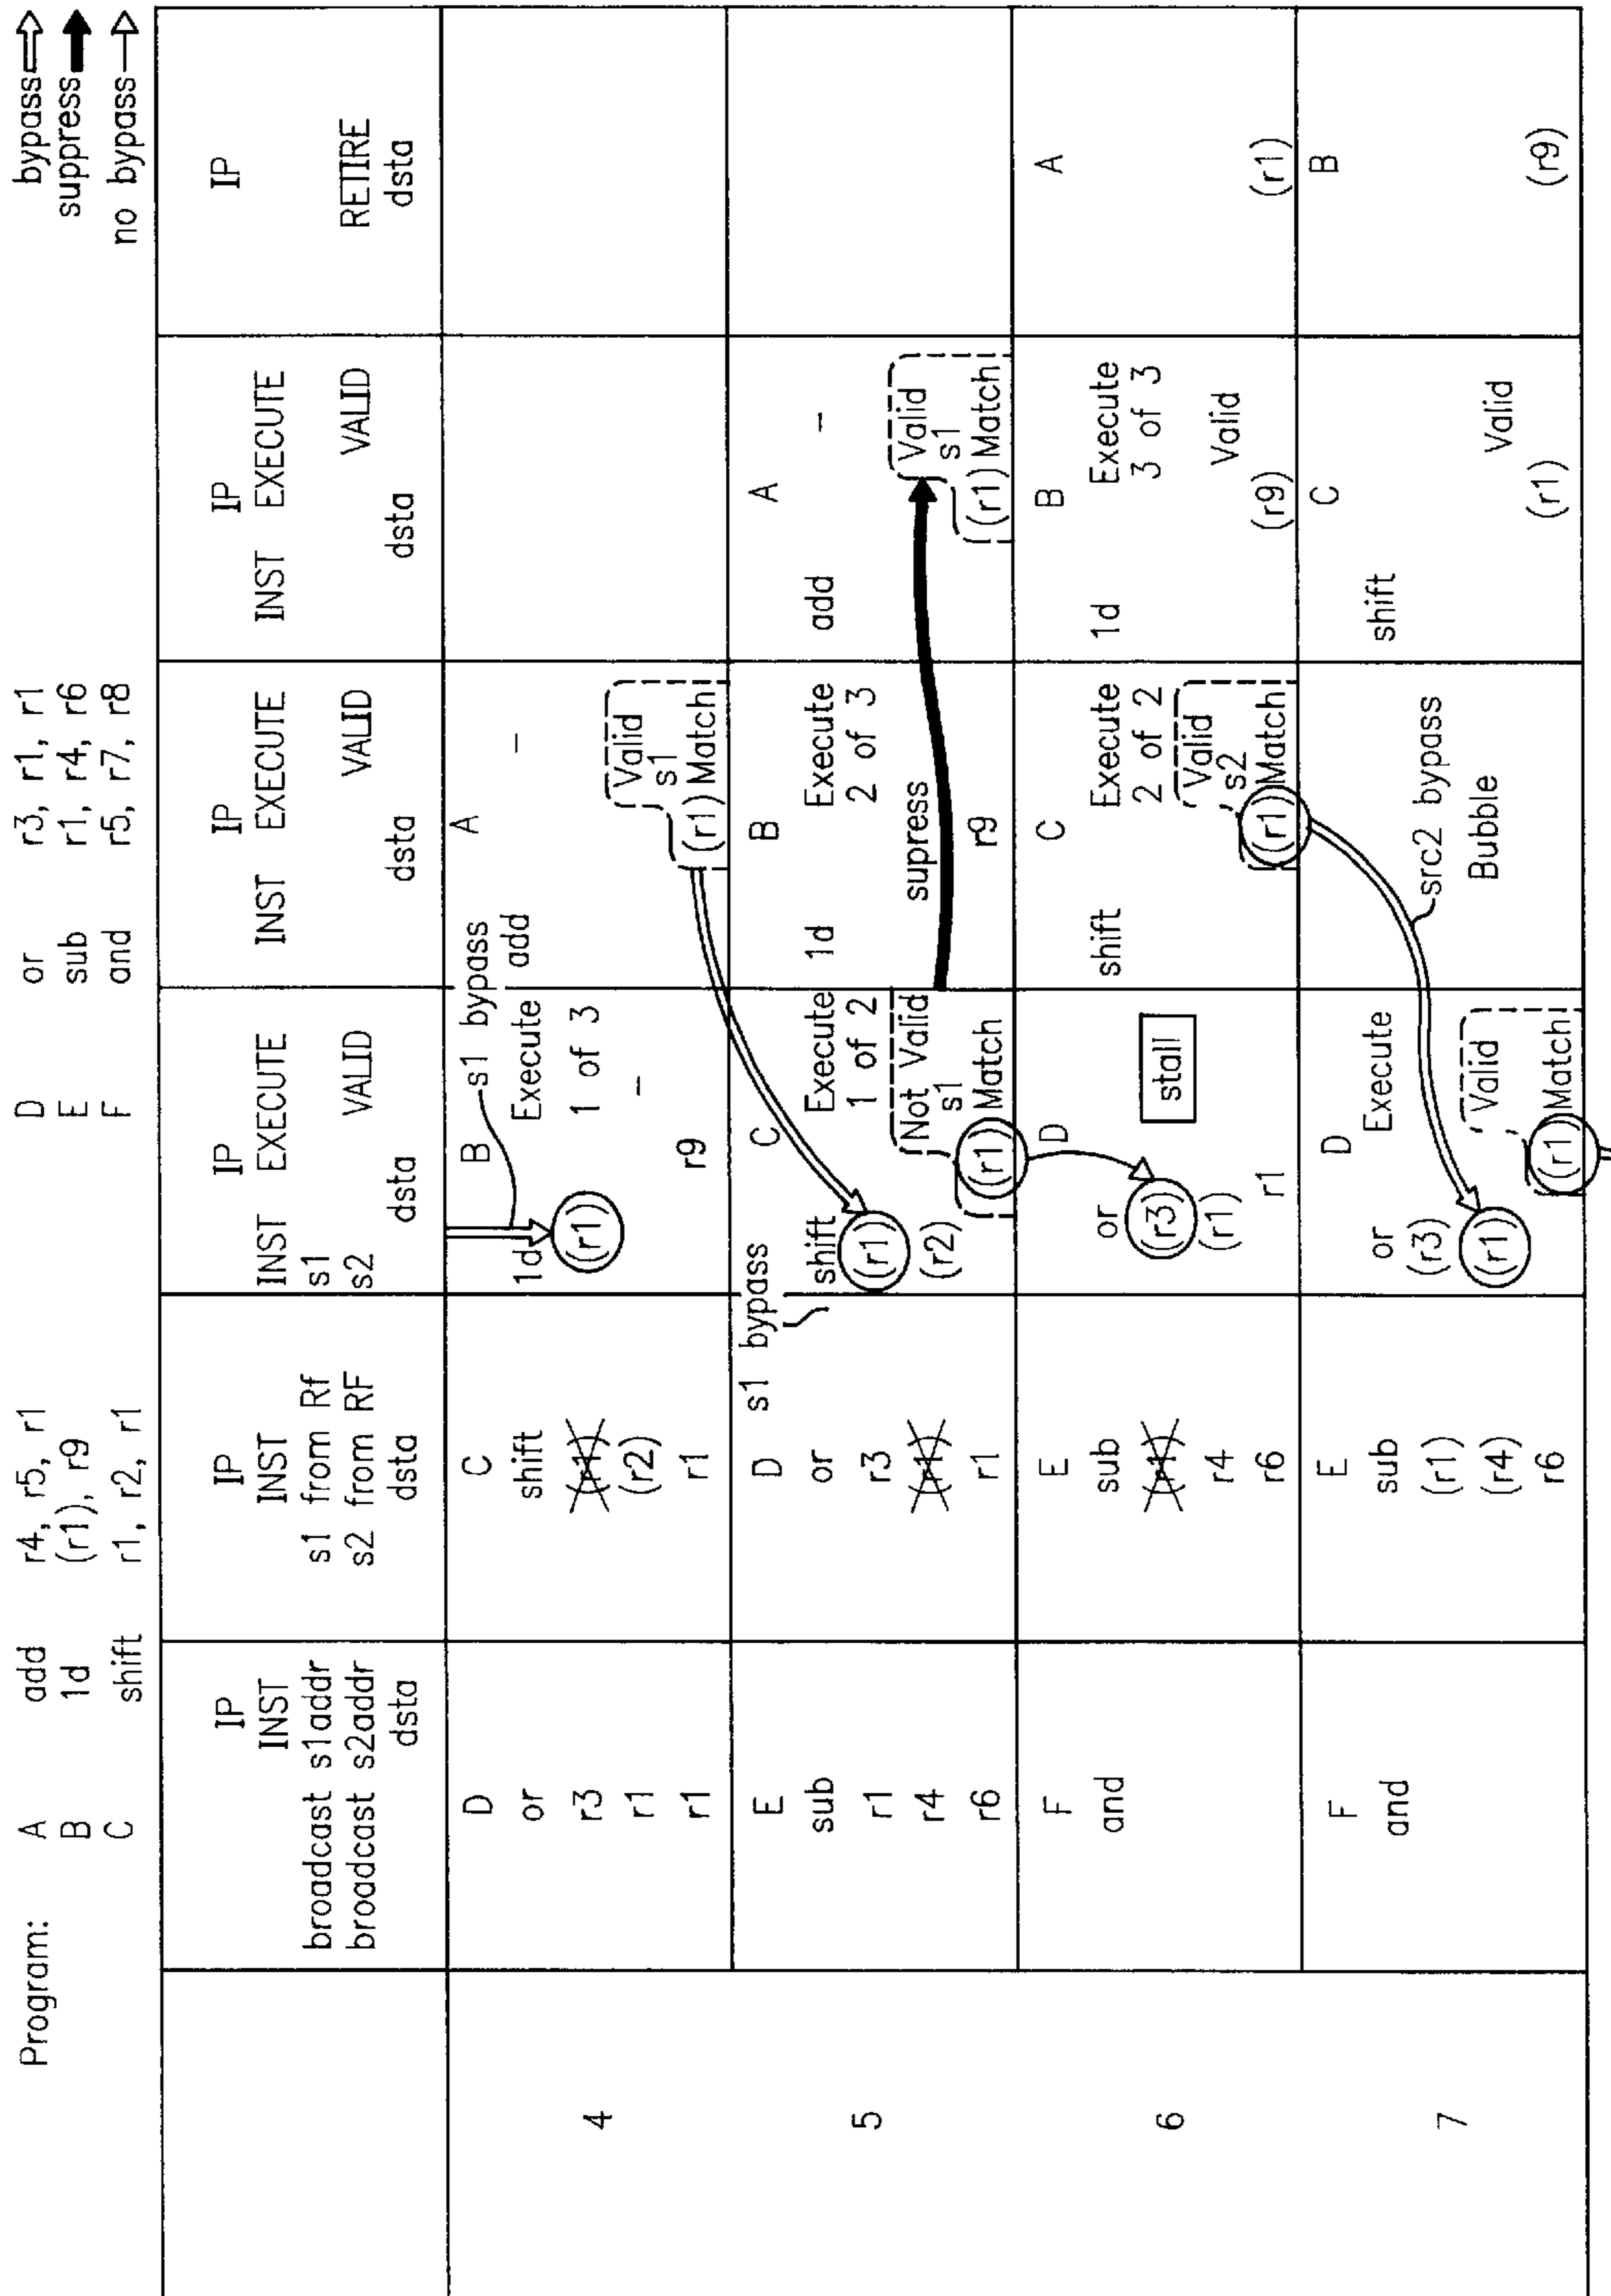 Program: A add r4, r5, r1 D or r3, r1, r1 bypass
B 1d (r1), r9 E sub r1, r4, r6 suppress
C shift r1, r2, r1 F and r5, r7, r8 no bypass
IP
INST
broadcast s1addr
broadcast s2addr
dsta
IP
INST
s1 from Rf
s2 from RF
dsta
IP
INST EXECUTE
s1
s2 VALID
dsta
IP
INST EXECUTE
VALID
dsta
IP
INST EXECUTE
VALID
dsta
IP
RETIRE
dsta
4
D
or
r3
r1
r1
C
shift
(r1)
(r2)
r1
B s1 bypass
1d Execute
1 of 3
(r1) –
r9
A
add –
Valid
s1
(r1) Match
5
E
sub
r1
r4
r6
s1 bypass
D
or
r3
(r1)
r1
C
shift Execute
1 of 2
(r1) Not Valid
(r2) s1
(r1) Match
B
1d Execute
2 of 3
supress
r9
A
add –
Valid
s1
(r1) Match
6
F
and
E
sub
(r1)
r4
r6
D
or stall
(r3)
(r1)
r1
C
shift Execute
2 of 2
Valid
s2
(r1) Match
B
1d Execute
3 of 3
Valid
(r9)
A
(r1)
7
F
and
E
sub
(r1)
(r4)
r6
D
or Execute
(r3)
(r1) Valid
(r1) Match
src2 bypass
Bubble
C
shift
Valid
(r1)
B
(r9)